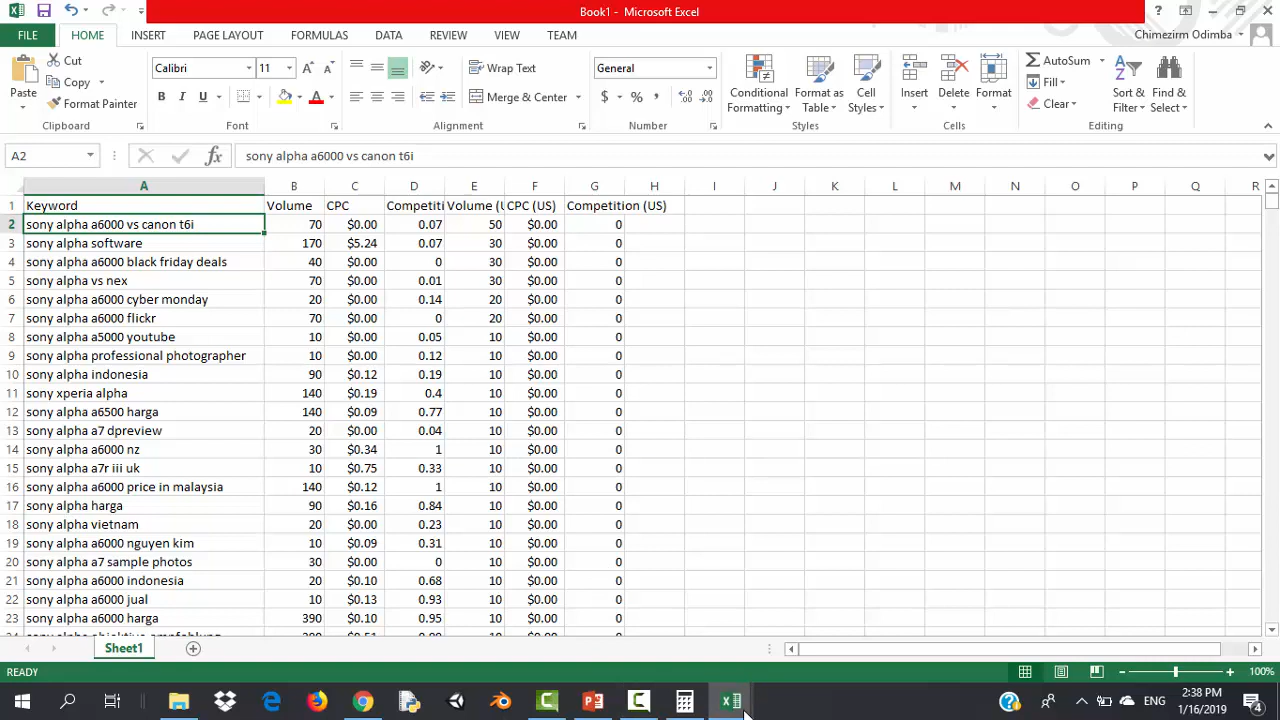 Book1 - Microsoft Excel
FILE HOME INSERT PAGE LAYOUT FORMULAS DATA REVIEW VIEW TEAM Chimezirm Odimba
Paste Cut Copy Format Painter Clipboard
Calibri 11 B I U A Font
Wrap Text Merge & Center Alignment
General $ % , Number
Conditional Formatting Format as Table Cell Styles Styles
Insert Delete Format Cells
AutoSum Fill Clear Sort & Filter Find & Select Editing
A2 fx sony alpha a6000 vs canon t6i
A B C D E F G H I J K L M N O P Q R
1 Keyword Volume CPC Competiti Volume (U CPC (US) Competition (US)
2 sony alpha a6000 vs canon t6i 70 $0.00 0.07 50 $0.00 0
3 sony alpha software 170 $5.24 0.07 30 $0.00 0
4 sony alpha a6000 black friday deals 40 $0.00 0 30 $0.00 0
5 sony alpha vs nex 70 $0.00 0.01 30 $0.00 0
6 sony alpha a6000 cyber monday 20 $0.00 0.14 20 $0.00 0
7 sony alpha a6000 flickr 70 $0.00 0 20 $0.00 0
8 sony alpha a5000 youtube 10 $0.00 0.05 10 $0.00 0
9 sony alpha professional photographer 10 $0.00 0.12 10 $0.00 0
10 sony alpha indonesia 90 $0.12 0.19 10 $0.00 0
11 sony xperia alpha 140 $0.19 0.4 10 $0.00 0
12 sony alpha a6500 harga 140 $0.09 0.77 10 $0.00 0
13 sony alpha a7 dpreview 20 $0.00 0.04 10 $0.00 0
14 sony alpha a6000 nz 30 $0.34 1 10 $0.00 0
15 sony alpha a7r iii uk 10 $0.75 0.33 10 $0.00 0
16 sony alpha a6000 price in malaysia 140 $0.12 1 10 $0.00 0
17 sony alpha harga 90 $0.16 0.84 10 $0.00 0
18 sony alpha vietnam 20 $0.00 0.23 10 $0.00 0
19 sony alpha a6000 nguyen kim 10 $0.09 0.31 10 $0.00 0
20 sony alpha a7 sample photos 30 $0.00 0 10 $0.00 0
21 sony alpha a6000 indonesia 20 $0.10 0.68 10 $0.00 0
22 sony alpha a6000 jual 10 $0.13 0.93 10 $0.00 0
23 sony alpha a6000 harga 390 $0.10 0.95 10 $0.00 0
Sheet1
READY 100%
ENG 2:38 PM
1/16/2019 4